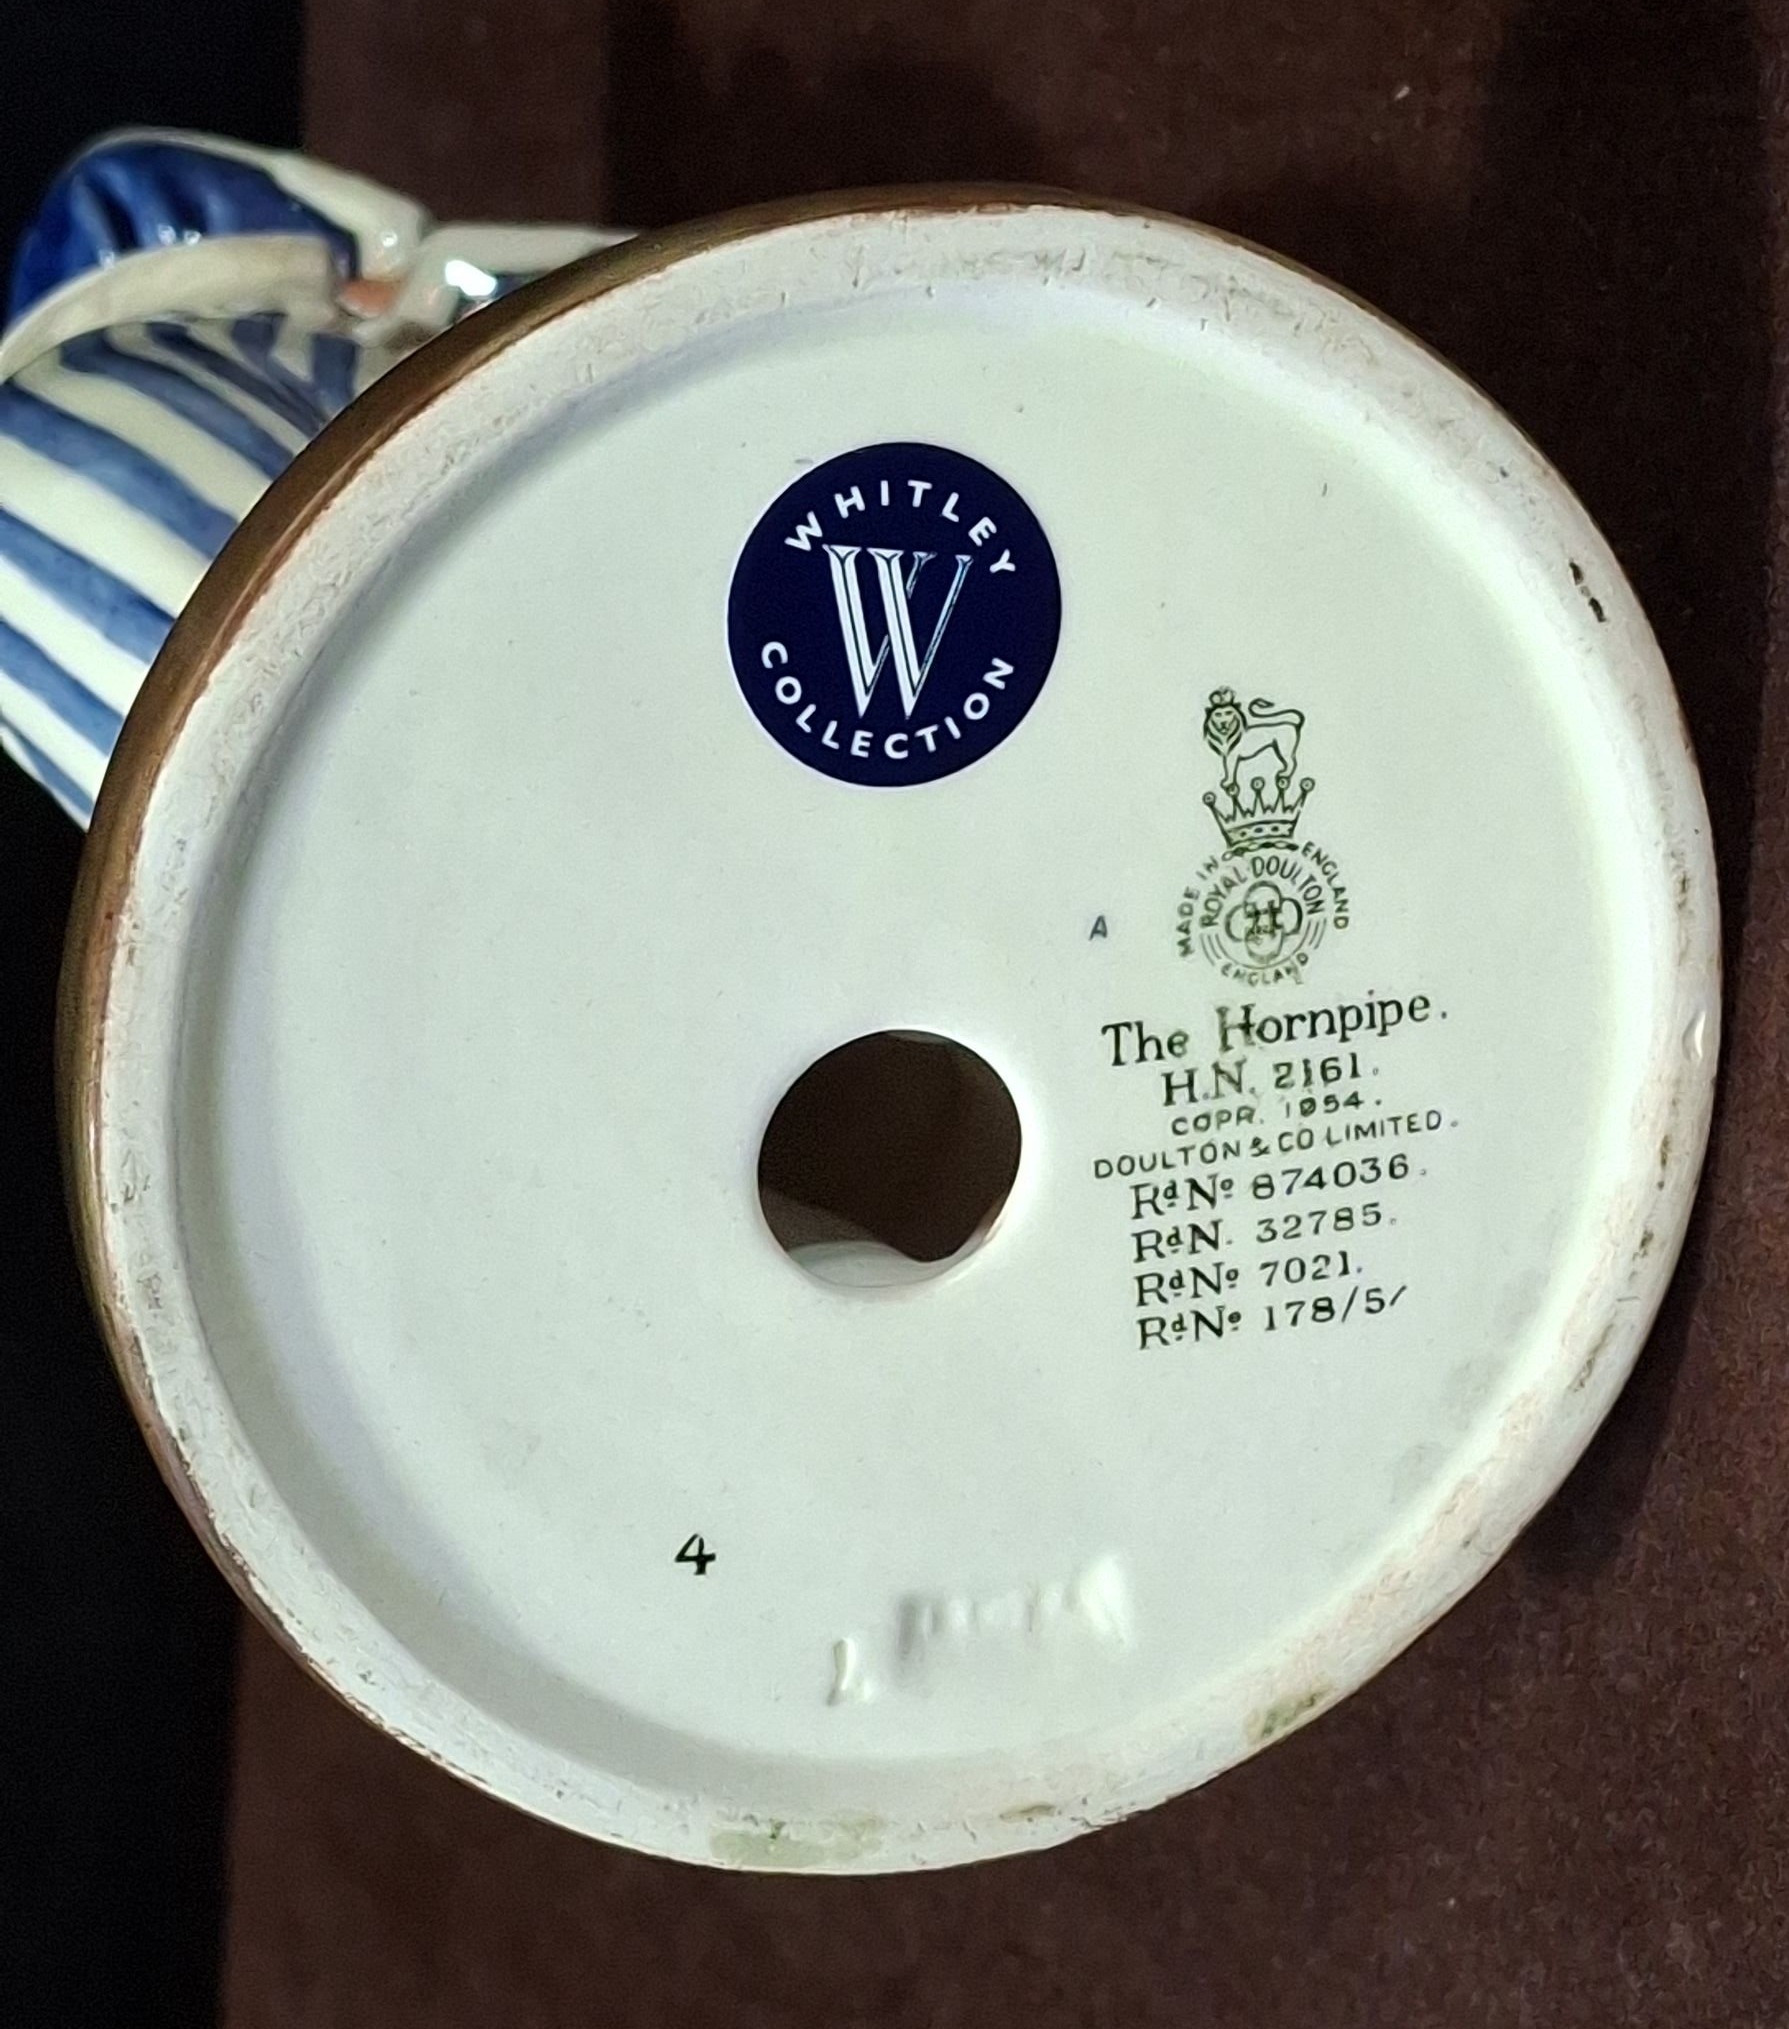 WHITLEY
W
COLLECTION
MADE IN ENGLAND
ROYAL DOULTON
ENGLAND
A
The Hornpipe.
H.N. 2161.
COPR. 1954.
DOULTON & CO LIMITED.
Rd No 874036.
Rd N. 32785.
Rd No 7021.
Rd No 178/5/
4